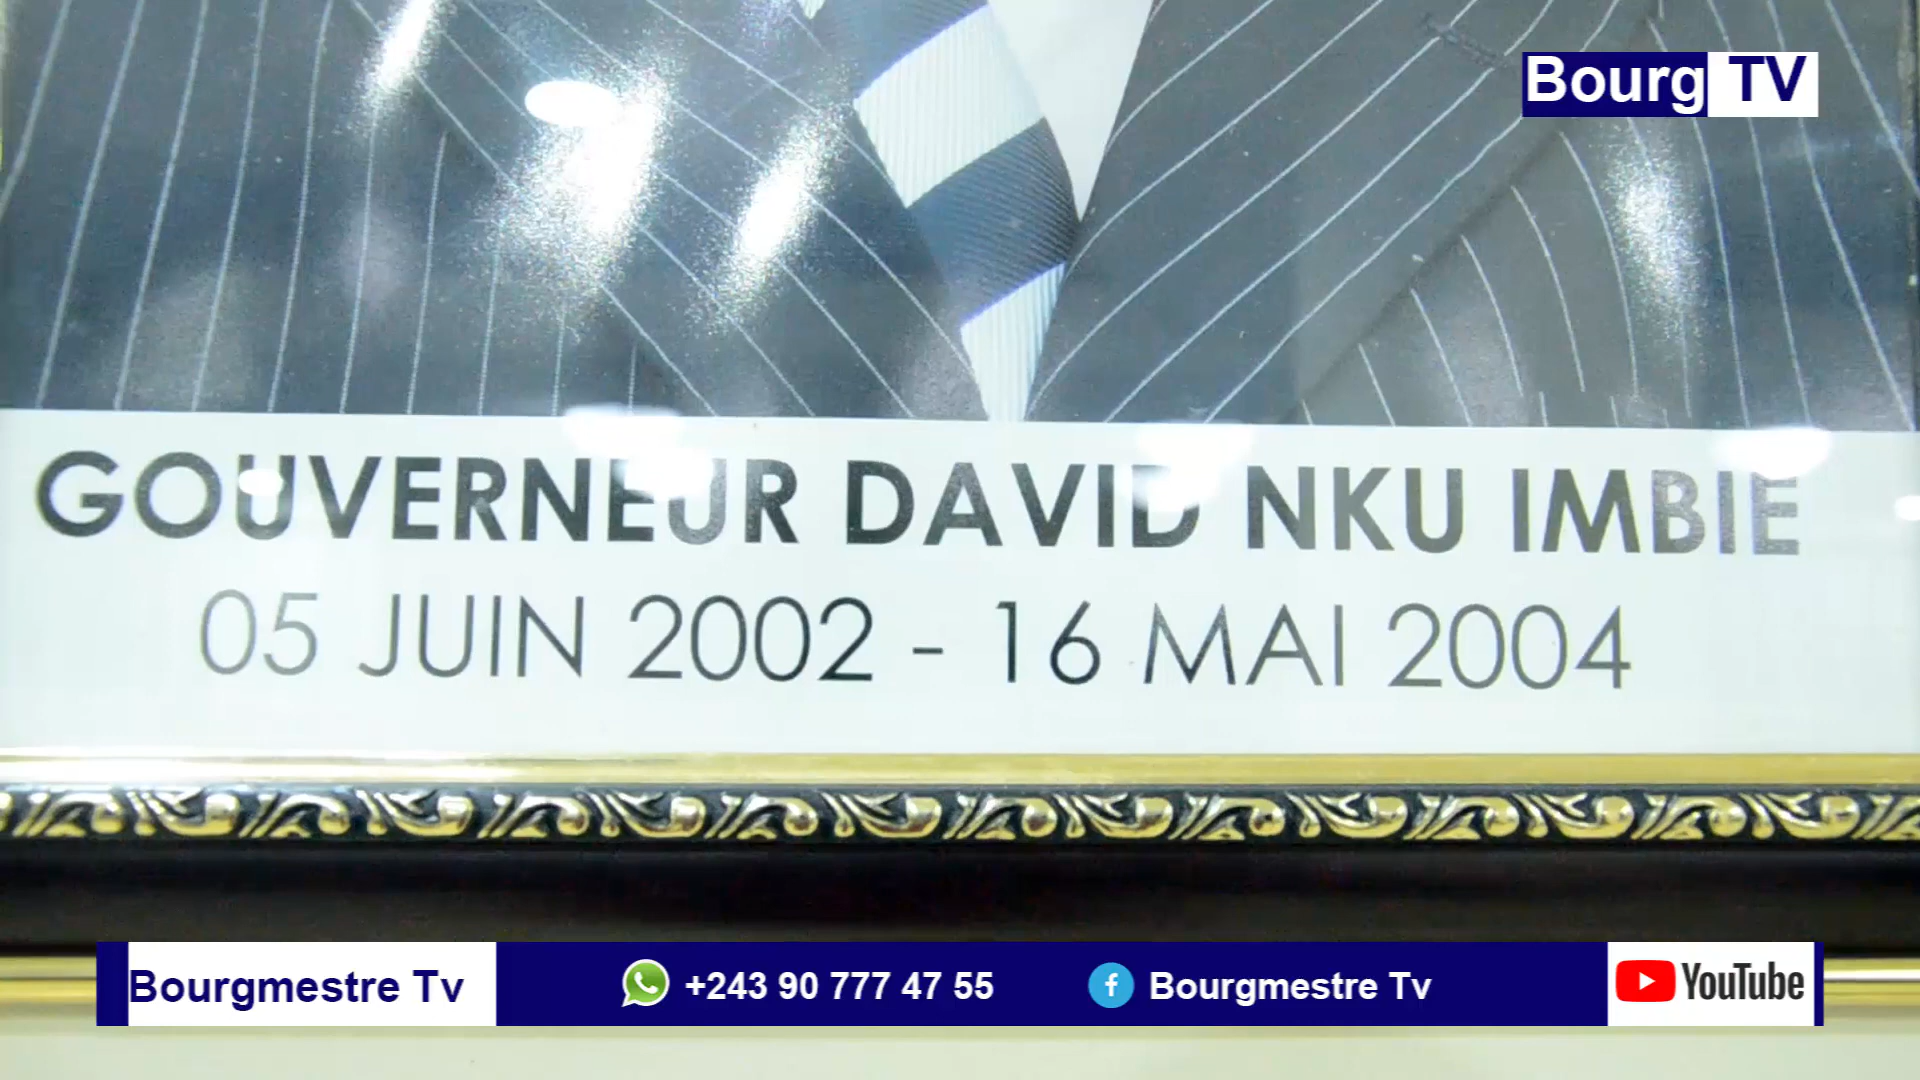 Bourg TV
GOUVERNEUR DAVID NKU IMBIE
05 JUIN 2002 - 16 MAI 2004
Bourgmestre Tv
+243 90 777 47 55
Bourgmestre Tv
YouTube